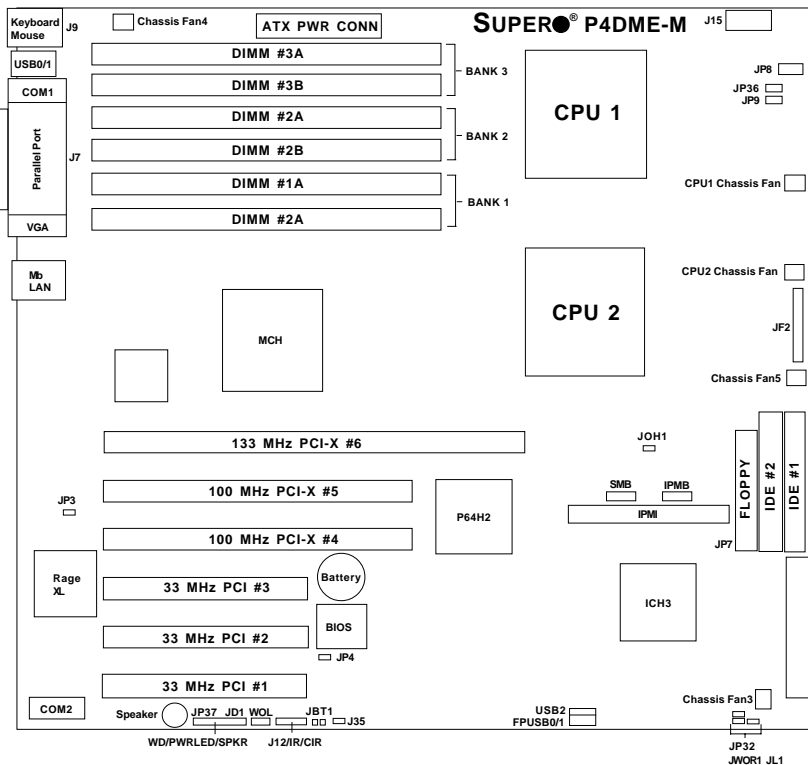 Keyboard
Mouse
J9
Chassis Fan4
ATX PWR CONN
SUPER® P4DME-M
J15
USB0/1
DIMM #3A
BANK 3
JP8
COM1
DIMM #3B
JP36
JP9
DIMM #2A
BANK 2
CPU 1
Parallel Port
J7
DIMM #2B
DIMM #1A
CPU1 Chassis Fan
BANK 1
VGA
DIMM #2A
Mb
LAN
CPU2 Chassis Fan
CPU 2
MCH
JF2
Chassis Fan5
133 MHz PCI-X #6
JOH1
FLOPPY
IDE #2
IDE #1
JP3
100 MHz PCI-X #5
SMB
IPMB
P64H2
IPMI
100 MHz PCI-X #4
JP7
Rage
XL
33 MHz PCI #3
Battery
ICH3
33 MHz PCI #2
BIOS
JP4
33 MHz PCI #1
Chassis Fan3
COM2
Speaker
JP37
JD1
WOL
JBT1
J35
USB2
FPUSB0/1
WD/PWRLED/SPKR
J12/IR/CIR
JP32
JWOR1 JL1